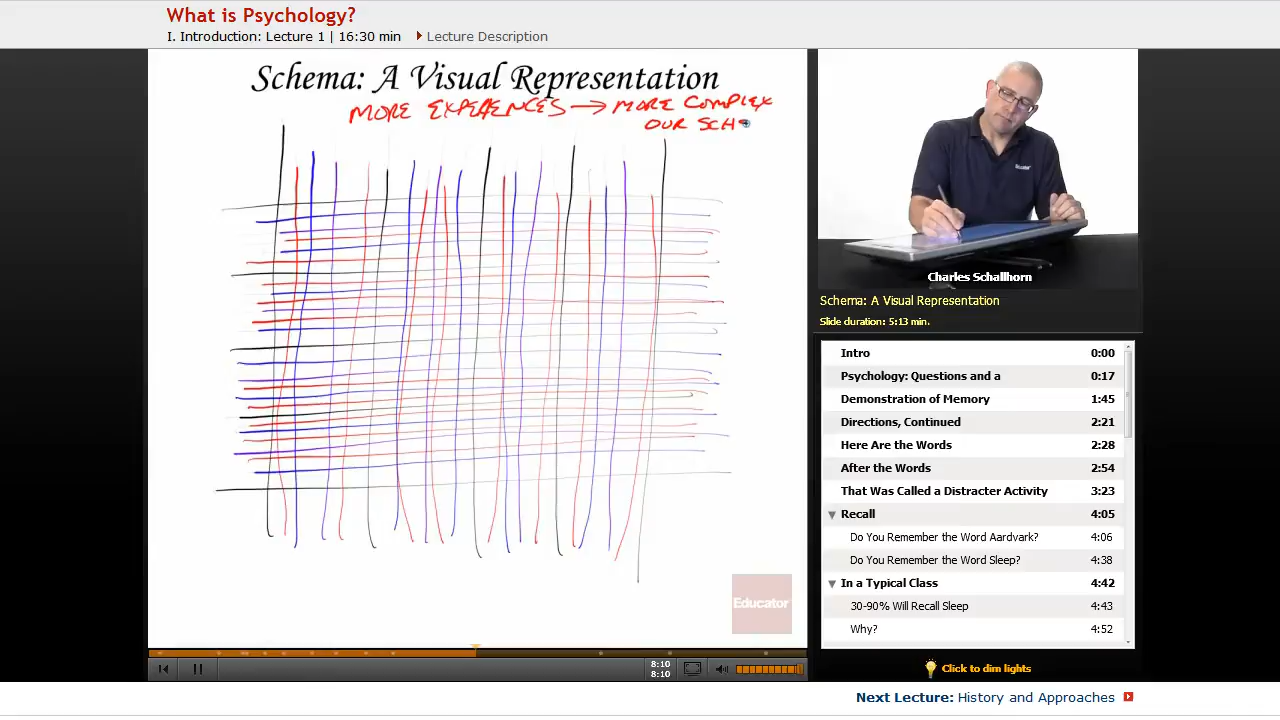 What is Psychology?
I. Introduction: Lecture 1 | 16:30 min Lecture Description
Schema: A Visual Representation
MORE EXPERIENCES → MORE COMPLEX
OUR SCH
Educator
Charles Schallhorn
Schema: A Visual Representation
Slide duration: 5:13 min.
Intro 0:00
Psychology: Questions and a 0:17
Demonstration of Memory 1:45
Directions, Continued 2:21
Here Are the Words 2:28
After the Words 2:54
That Was Called a Distracter Activity 3:23
Recall 4:05
Do You Remember the Word Aardvark? 4:06
Do You Remember the Word Sleep? 4:38
In a Typical Class 4:42
30-90% Will Recall Sleep 4:43
Why? 4:52
8:10
8:10
Click to dim lights
Next Lecture: History and Approaches